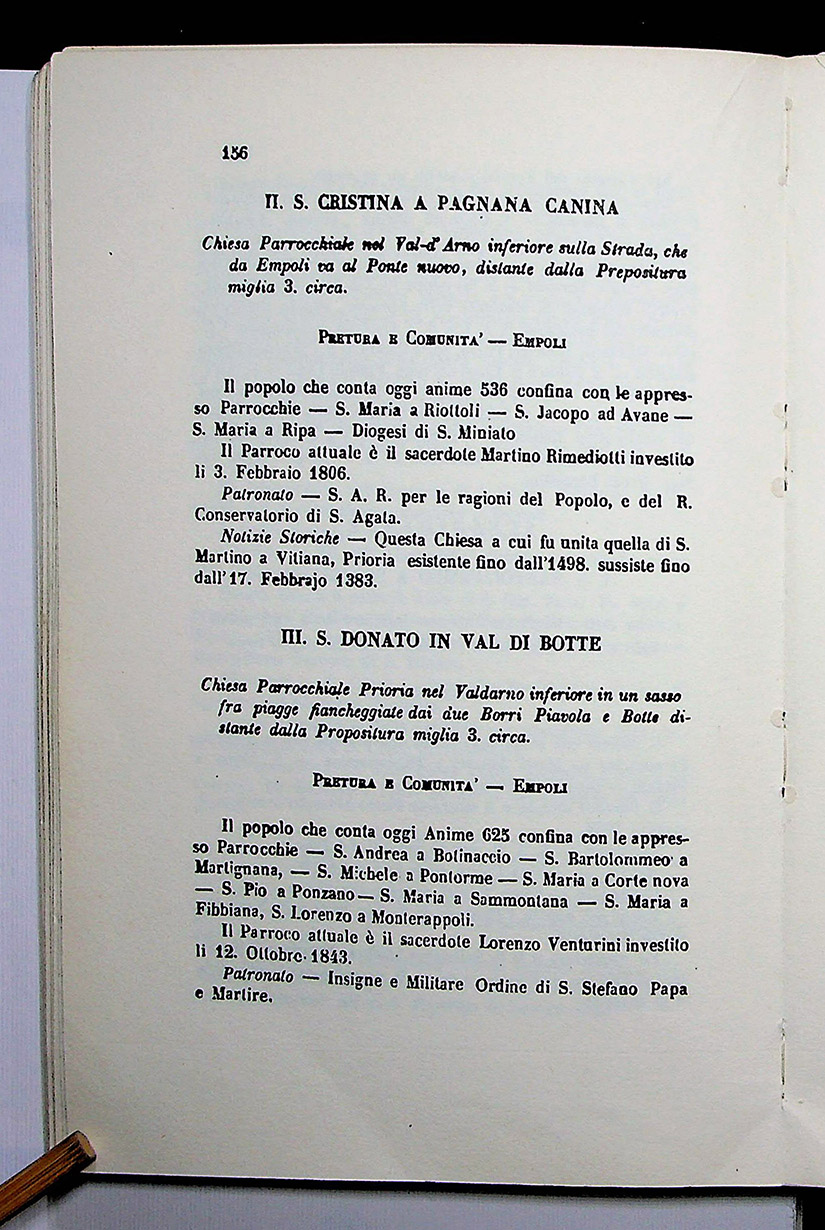 156
II. S. CRISTINA A PAGNANA CANINA
Chiesa Parrocchiale nel Val-d'Arno inferiore sulla Strada, che
da Empoli va al Ponte nuovo, distante dalla Prepositura
miglia 3. circa.
PRETURA E COMUNITA' — EMPOLI
Il popolo che conta oggi anime 536 confina con le appres-
so Parrocchie — S. Maria a Riottoli — S. Jacopo ad Avane —
S. Maria a Ripa — Diogesi di S. Miniato
Il Parroco attuale è il sacerdote Martino Rimediotti investito
li 3. Febbraio 1806.
Patronato — S. A. R. per le ragioni del Popolo, e del R.
Conservatorio di S. Agata.
Notizie Storiche — Questa Chiesa a cui fu unita quella di S.
Martino a Vitiana, Prioria esistente fino dall'1498. sussiste fino
dall'17. Febbrajo 1383.
III. S. DONATO IN VAL DI BOTTE
Chiesa Parrocchiale Prioria nel Valdarno inferiore in un sasso
fra piagge fiancheggiate dai due Borri Piavola e Botte di-
stante dalla Propositura miglia 3. circa.
PRETURA E COMUNITA' — EMPOLI
Il popolo che conta oggi Anime 625 confina con le appres-
so Parrocchie — S. Andrea a Botinaccio — S. Bartolommeo a
Martignana, — S. Michele a Pontorme — S. Maria a Corte nova
— S. Pio a Ponzano — S. Maria a Sammontana — S. Maria a
Fibbiana, S. Lorenzo a Monterappoli.
Il Parroco attuale è il sacerdote Lorenzo Venturini investito
li 12. Ottobre 1843.
Patronato — Insigne e Militare Ordine di S. Stefano Papa
e Martire.